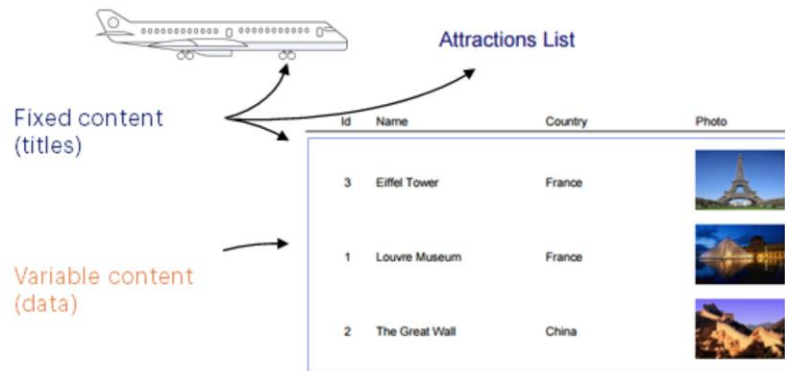 Attractions List
Fixed content
(titles)
Id Name Country Photo
3 Eiffel Tower France
1 Louvre Museum France
Variable content
(data)
2 The Great Wall China